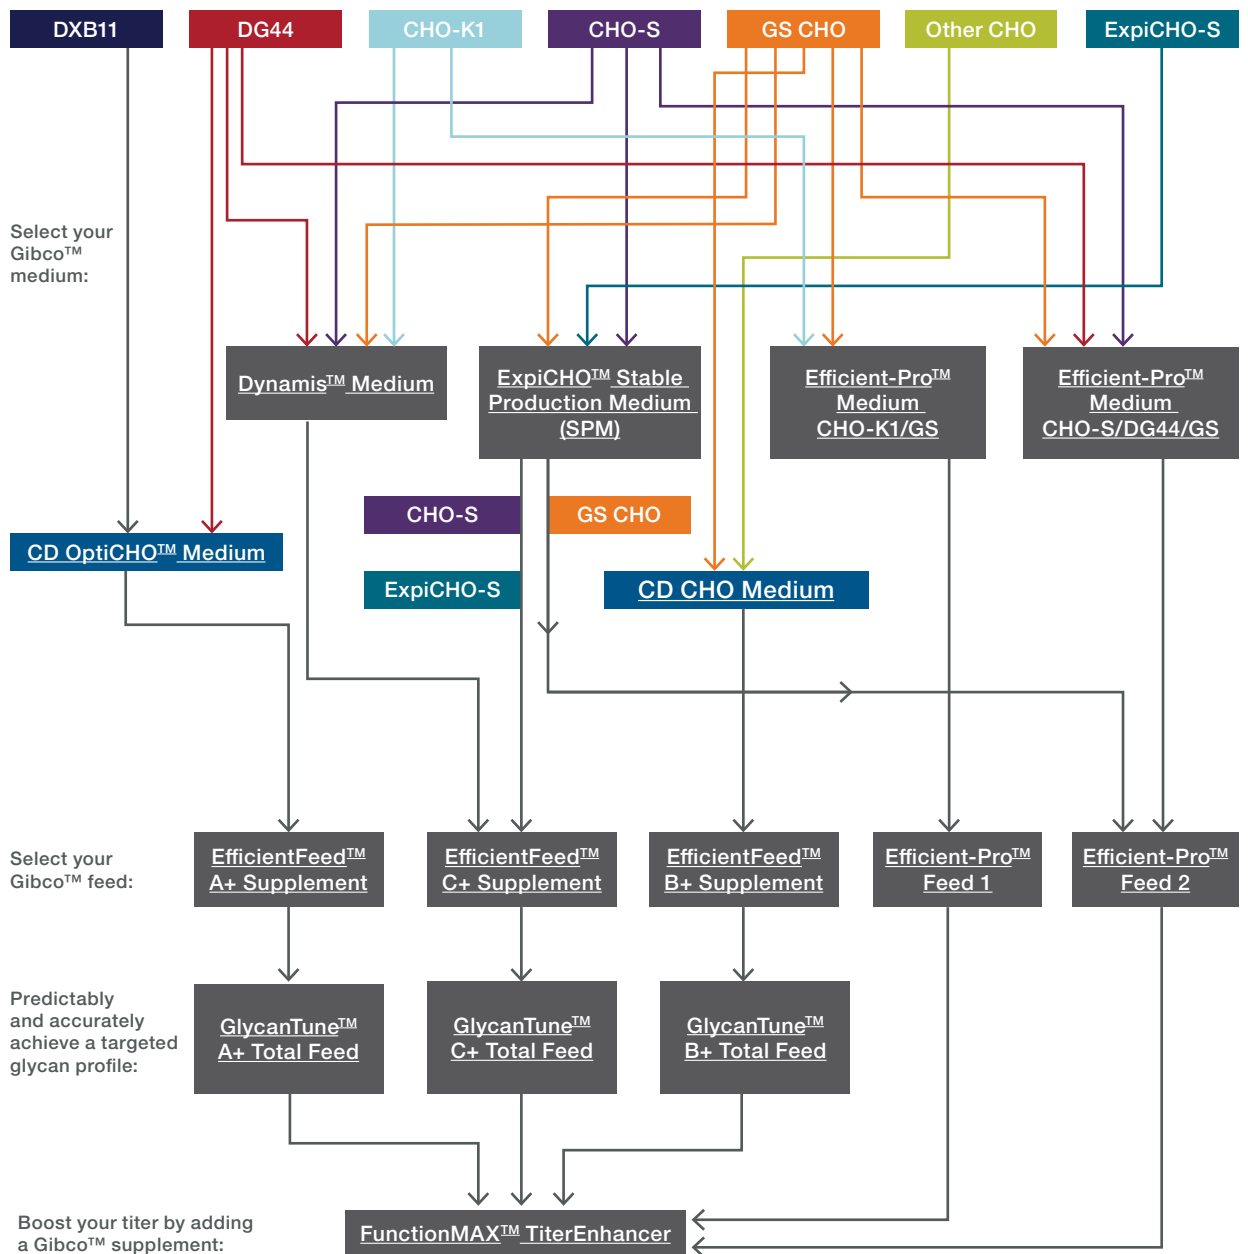 DXB11
DG44
CHO-K1
CHO-S
GS CHO
Other CHO
ExpiCHO-S
Select your
Gibco™
medium:
Dynamis™ Medium
ExpiCHO™ Stable
Production Medium
(SPM)
Efficient-Pro™
Medium
CHO-K1/GS
Efficient-Pro™
Medium
CHO-S/DG44/GS
CHO-S
GS CHO
CD OptiCHO™ Medium
ExpiCHO-S
CD CHO Medium
Select your
Gibco™ feed:
EfficientFeed™
A+ Supplement
EfficientFeed™
C+ Supplement
EfficientFeed™
B+ Supplement
Efficient-Pro™
Feed 1
Efficient-Pro™
Feed 2
Predictably
and accurately
achieve a targeted
glycan profile:
GlycanTune™
A+ Total Feed
GlycanTune™
C+ Total Feed
GlycanTune™
B+ Total Feed
Boost your titer by adding
a Gibco™ supplement:
FunctionMAX™ TiterEnhancer